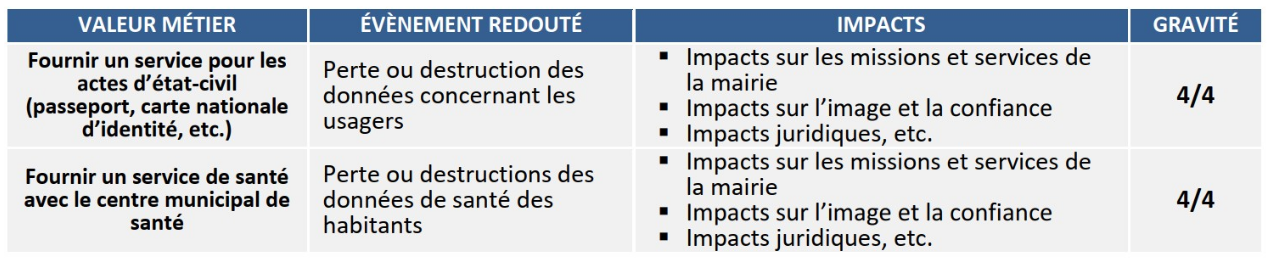 VALEUR MÉTIER
ÉVÈNEMENT REDOUTÉ
IMPACTS
GRAVITÉ
Fournir un service pour les
actes d’état-civil
(passeport, carte nationale
d’identité, etc.)
Perte ou destruction des
données concernant les
usagers
▪ Impacts sur les missions et services de
la mairie
▪ Impacts sur l’image et la confiance
▪ Impacts juridiques, etc.
4/4
Fournir un service de santé
avec le centre municipal de
santé
Perte ou destructions des
données de santé des
habitants
▪ Impacts sur les missions et services de
la mairie
▪ Impacts sur l’image et la confiance
▪ Impacts juridiques, etc.
4/4